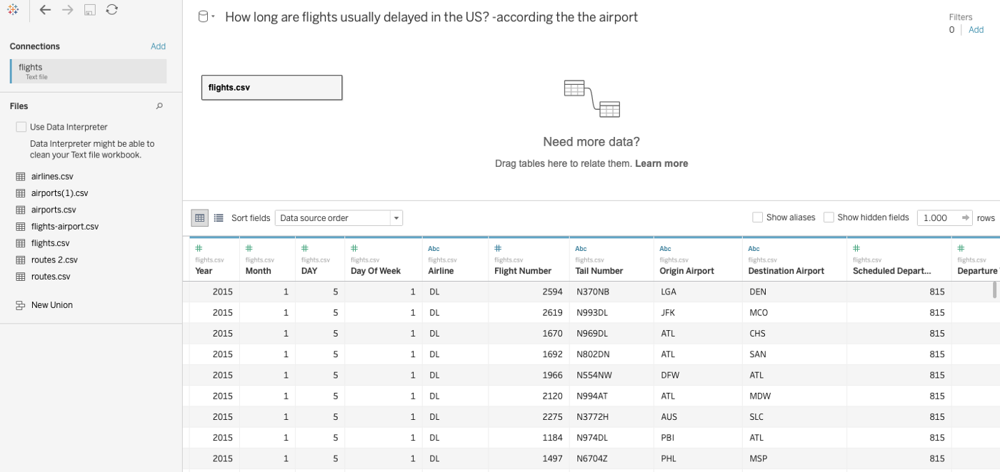 How long are flights usually delayed in the US? -according the the airport
Filters
0 Add
Connections Add
flights
Text file
Files
Use Data Interpreter
Data Interpreter might be able to
clean your Text file workbook.
airlines.csv
airports(1).csv
airports.csv
flights-airport.csv
flights.csv
routes 2.csv
routes.csv
New Union
flights.csv
Need more data?
Drag tables here to relate them. Learn more
Sort fields Data source order Show aliases Show hidden fields 1.000 rows
# # # # Abc # Abc Abc Abc # #
flights.csv flights.csv flights.csv flights.csv flights.csv flights.csv flights.csv flights.csv flights.csv flights.csv flights.csv
Year Month DAY Day Of Week Airline Flight Number Tail Number Origin Airport Destination Airport Scheduled Depart... Departure
2015 1 5 1 DL 2594 N370NB LGA DEN 815
2015 1 5 1 DL 2619 N993DL JFK MCO 815
2015 1 5 1 DL 1670 N969DL ATL CHS 815
2015 1 5 1 DL 1692 N802DN ATL SAN 815
2015 1 5 1 DL 1966 N554NW DFW ATL 815
2015 1 5 1 DL 2120 N994AT ATL MDW 815
2015 1 5 1 DL 2275 N3772H AUS SLC 815
2015 1 5 1 DL 1184 N974DL PBI ATL 815
2015 1 5 1 DL 1497 N6704Z PHL MSP 815